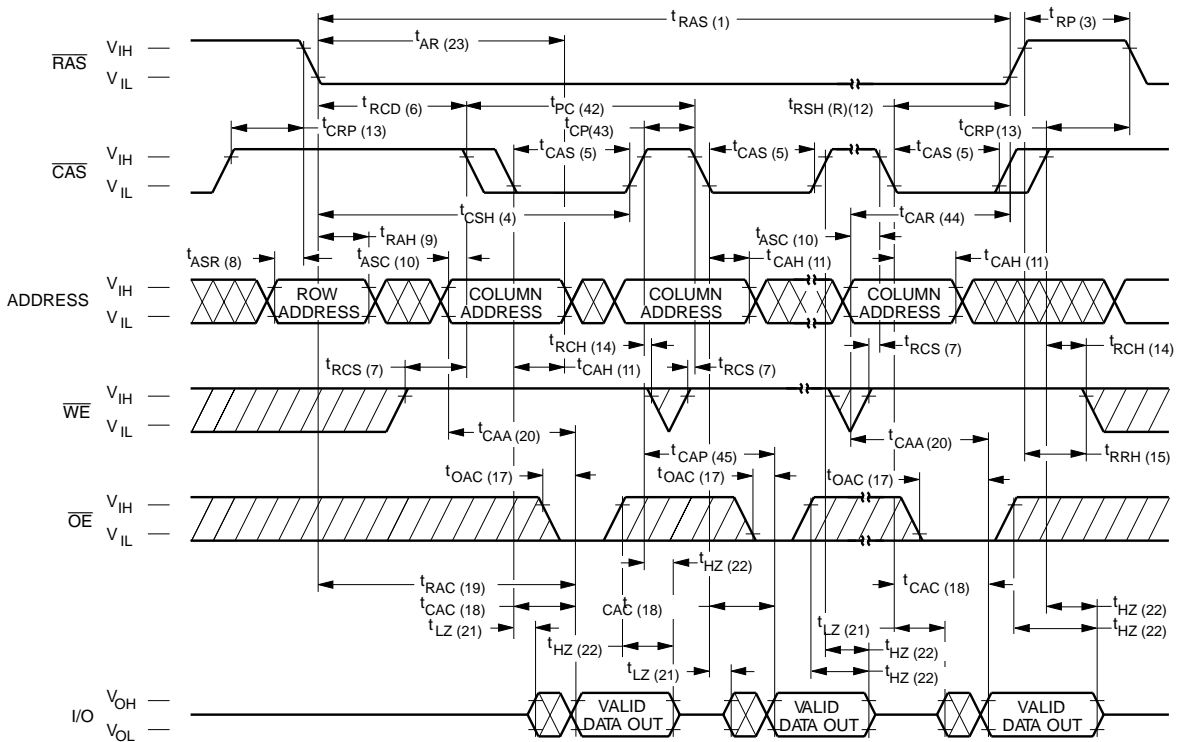 tRAS (1)
tRP (3)
tAR (23)
RAS
VIH
VIL
tRCD (6)
tPC (42)
tRSH (R)(12)
tCRP (13)
tCP(43)
tCRP (13)
CAS
VIH
VIL
tCAS (5)
tCAS (5)
tCAS (5)
tCSH (4)
tCAR (44)
tRAH (9)
tASC (10)
tASR (8)
tASC (10)
tCAH (11)
tCAH (11)
ADDRESS
VIH
VIL
ROW
ADDRESS
COLUMN
ADDRESS
COLUMN
ADDRESS
COLUMN
ADDRESS
tRCH (14)
tRCS (7)
tRCH (14)
tRCS (7)
tCAH (11)
tRCS (7)
WE
VIH
VIL
tCAA (20)
tCAA (20)
tCAP (45)
tRRH (15)
tOAC (17)
tOAC (17)
tOAC (17)
OE
VIH
VIL
tHZ (22)
tRAC (19)
tCAC (18)
tCAC (18)
tCAC (18)
tHZ (22)
tLZ (21)
tLZ (21)
tHZ (22)
tHZ (22)
tHZ (22)
tLZ (21)
tHZ (22)
I/O
VOH
VOL
VALID
DATA OUT
VALID
DATA OUT
VALID
DATA OUT